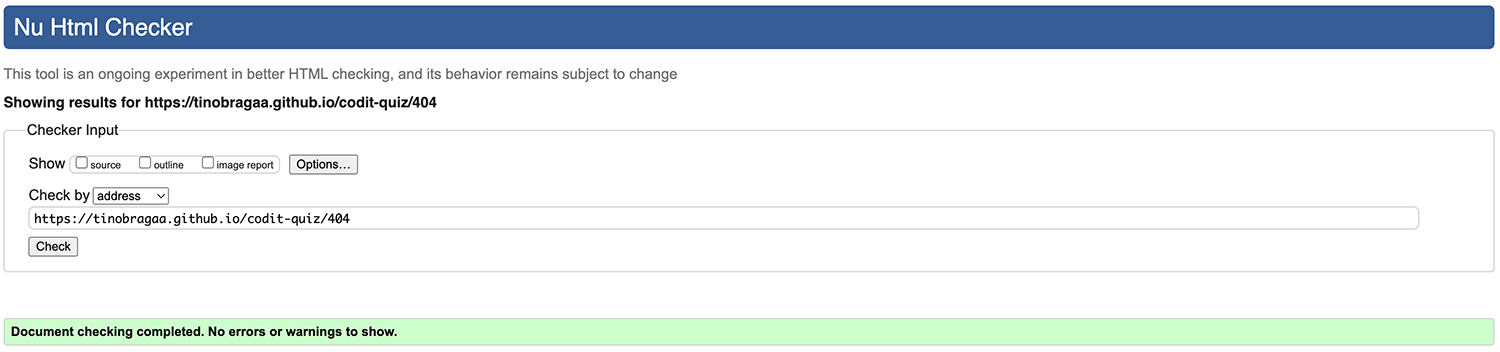 Nu Html Checker
This tool is an ongoing experiment in better HTML checking, and its behavior remains subject to change
Showing results for https://tinobragaa.github.io/codit-quiz/404
Checker Input
Show source outline image report Options...
Check by address
https://tinobragaa.github.io/codit-quiz/404
Check
Document checking completed. No errors or warnings to show.